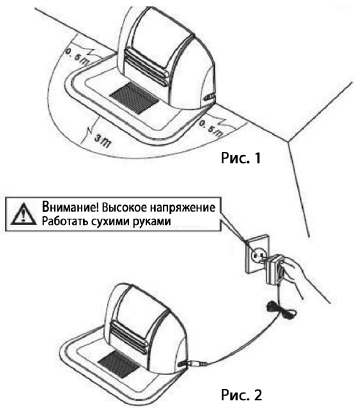 0.5m
0.5m
3m
Рис. 1
Внимание! Высокое напряжение
Работать сухими руками
Рис. 2